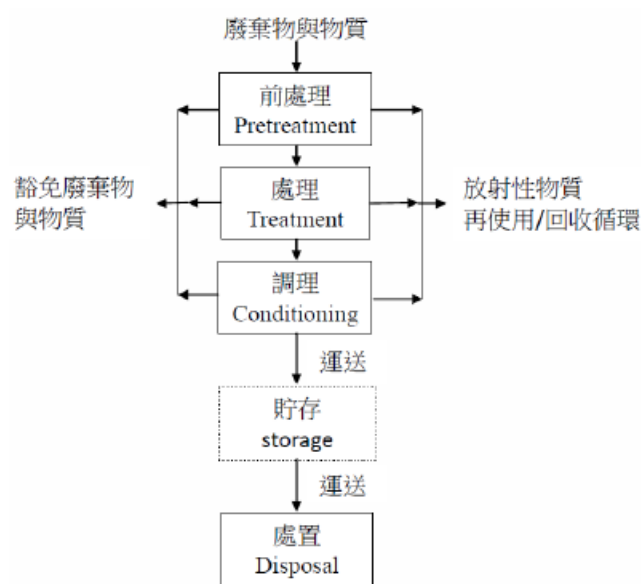 廢棄物與物質
前處理
Pretreatment
豁免廢棄物
與物質
處理
Treatment
放射性物質
再使用/回收循環
調理
Conditioning
運送
貯存
storage
運送
處置
Disposal